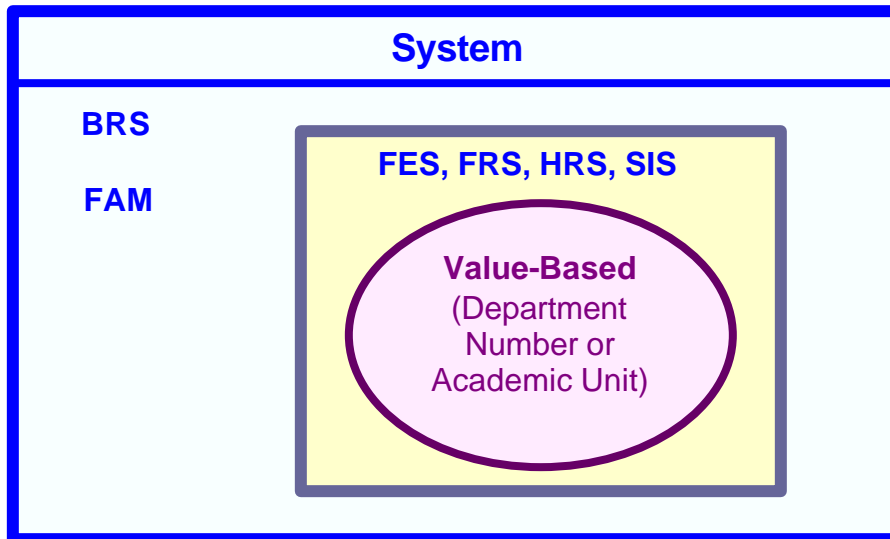 System
BRS
FAM
FES, FRS, HRS, SIS
Value-Based
(Department
Number or
Academic Unit)